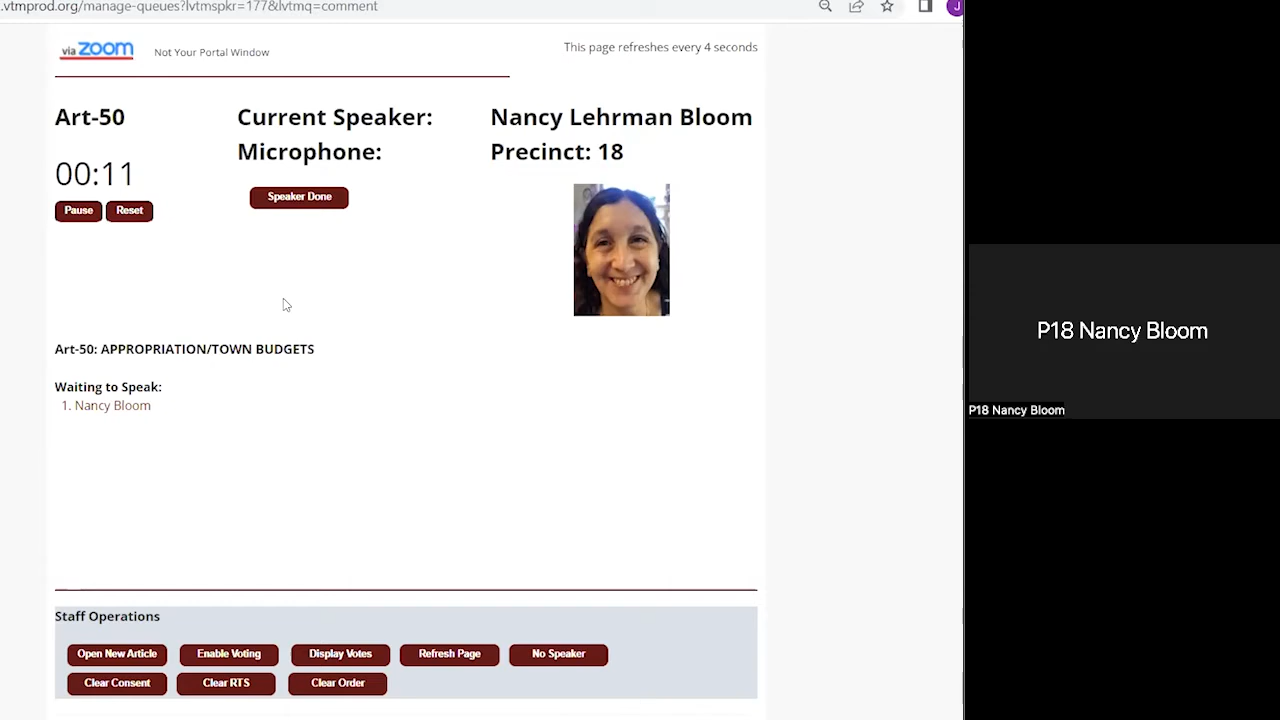 .vtmprod.org/manage-queues?lvtmspkr=177&lvtmq=comment
J
via zoom Not Your Portal Window
This page refreshes every 4 seconds
Art-50
Current Speaker:
Nancy Lehrman Bloom
Microphone:
Precinct: 18
00:11
Pause Reset
Speaker Done
Art-50: APPROPRIATION/TOWN BUDGETS
Waiting to Speak:
1. Nancy Bloom
Staff Operations
Open New Article Enable Voting Display Votes Refresh Page No Speaker
Clear Consent Clear RTS Clear Order
P18 Nancy Bloom
P18 Nancy Bloom